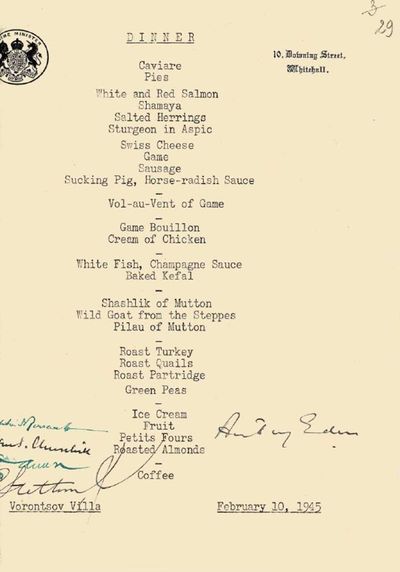 29
D I N N E R
10, Downing Street,
Whitehall.
Caviare
Pies
White and Red Salmon
Shamaya
Salted Herrings
Sturgeon in Aspic
Swiss Cheese
Game
Sausage
Sucking Pig, Horse-radish Sauce
Vol-au-Vent of Game
Game Bouillon
Cream of Chicken
White Fish, Champagne Sauce
Baked Kefal
Shashlik of Mutton
Wild Goat from the Steppes
Pilau of Mutton
Roast Turkey
Roast Quails
Roast Partridge
Green Peas
Ice Cream
Fruit
Petits Fours
Roasted Almonds
Coffee
Anthony Eden
Churchill
Vorontsov Villa
February 10, 1945